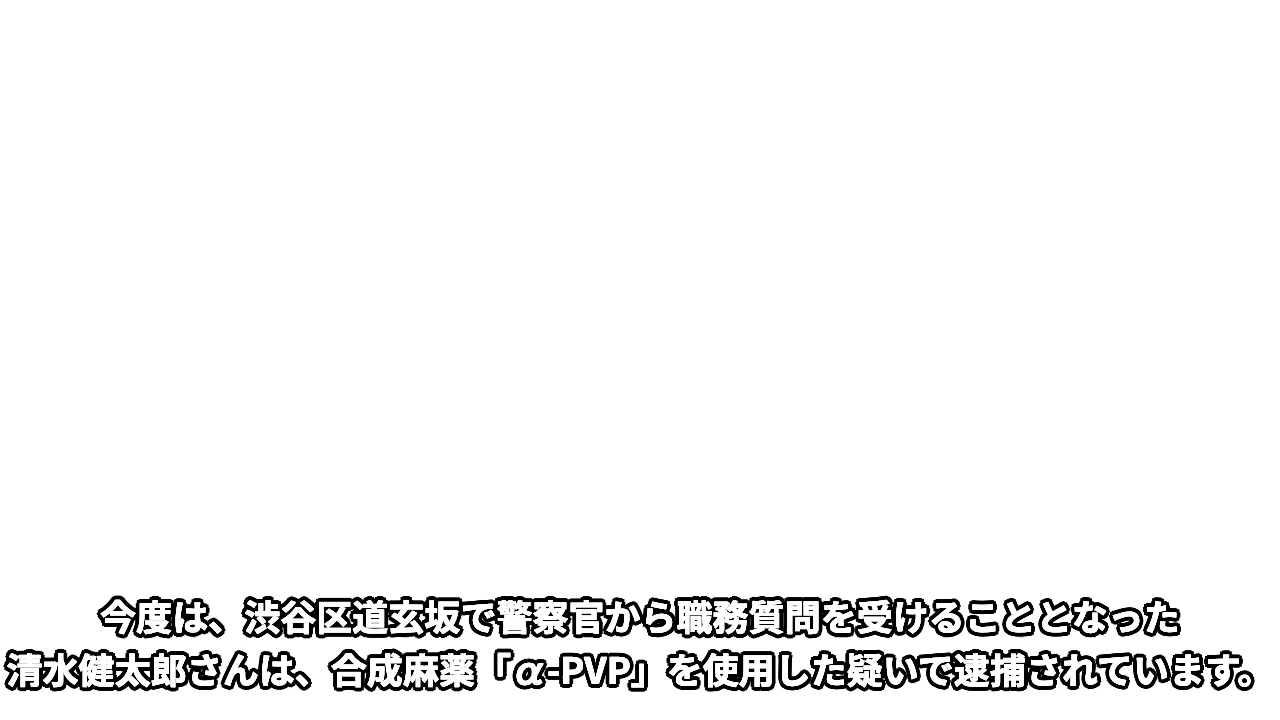 今度は、渋谷区道玄坂で警察官から職務質問を受けることとなった
清水健太郎さんは、合成麻薬「α-PVP」を使用した疑いで逮捕されています。